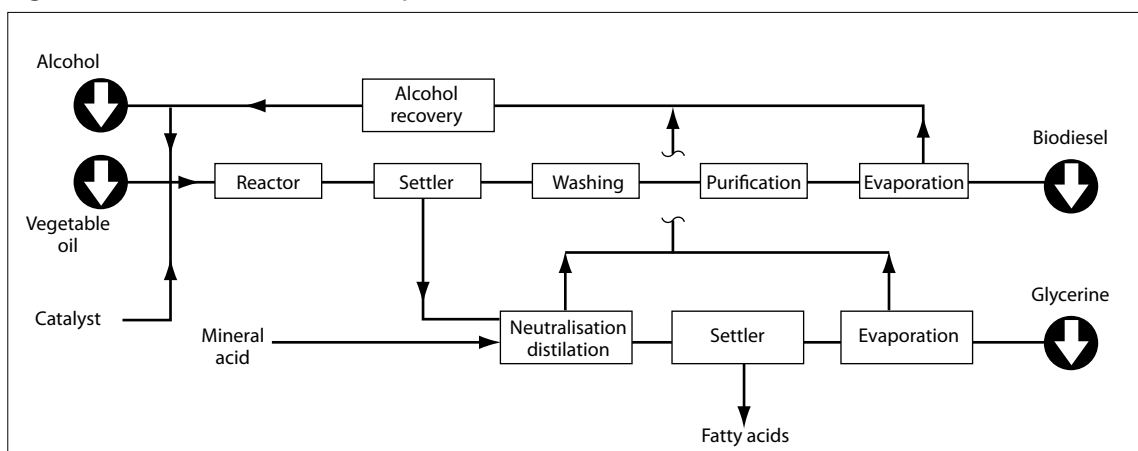 Alcohol
Alcohol
recovery
Biodiesel
Reactor
Settler
Washing
Purification
Evaporation
Vegetable
oil
Catalyst
Mineral
acid
Neutralisation
distilation
Settler
Evaporation
Glycerine
Fatty acids